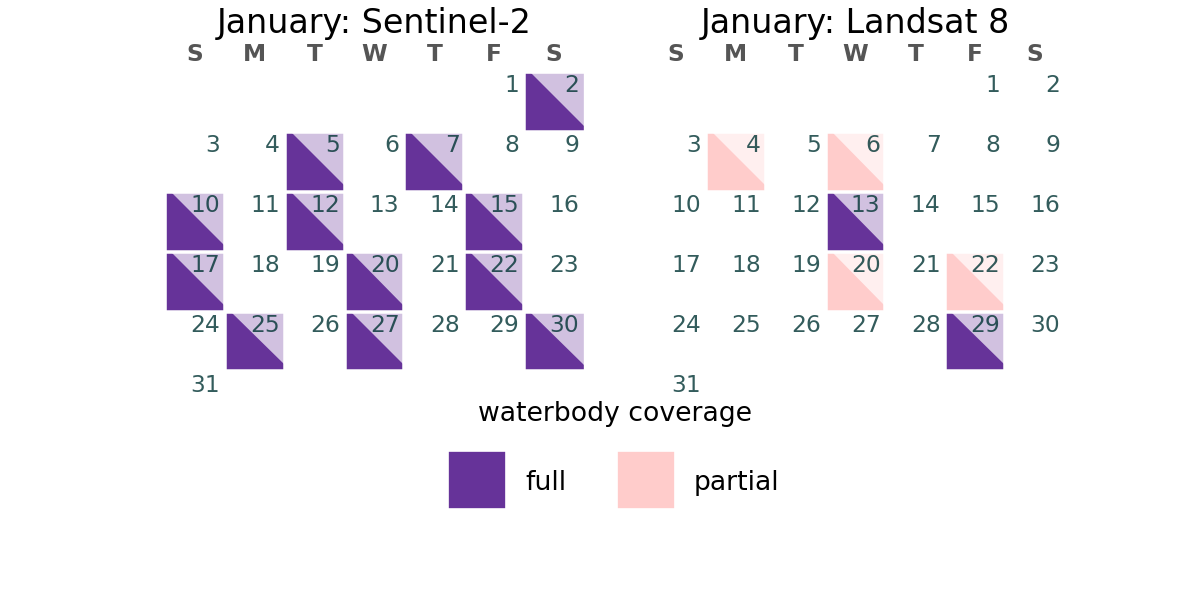 January: Sentinel-2
S M T W T F S
1 2
3 4 5 6 7 8 9
10 11 12 13 14 15 16
17 18 19 20 21 22 23
24 25 26 27 28 29 30
31
January: Landsat 8
S M T W T F S
1 2
3 4 5 6 7 8 9
10 11 12 13 14 15 16
17 18 19 20 21 22 23
24 25 26 27 28 29 30
31
waterbody coverage
full
partial